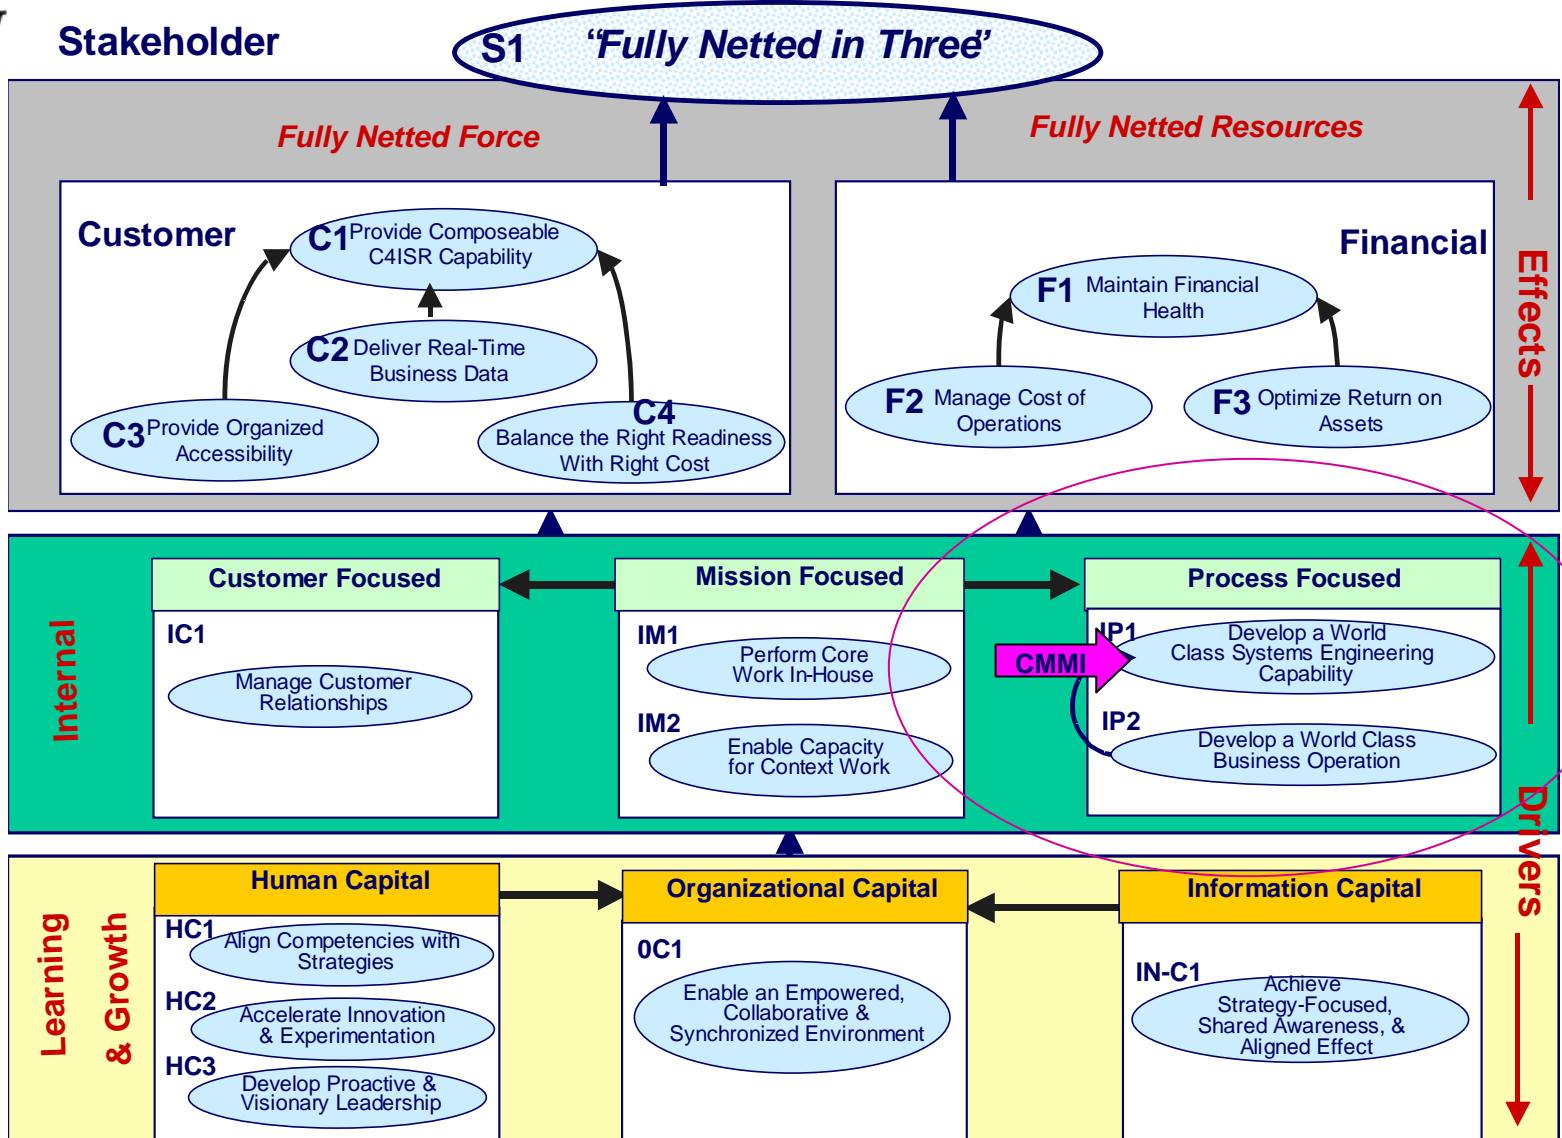 Stakeholder
S1 “Fully Netted in Three”
Fully Netted Force
Fully Netted Resources
Customer
C1 Provide Composeable
C4ISR Capability
C2 Deliver Real-Time
Business Data
C3 Provide Organized
Accessibility
C4
Balance the Right Readiness
With Right Cost
Financial
F1 Maintain Financial
Health
F2 Manage Cost of
Operations
F3 Optimize Return on
Assets
Effects
Internal
Customer Focused
IC1
Manage Customer
Relationships
Mission Focused
IM1
Perform Core
Work In-House
IM2
Enable Capacity
for Context Work
Process Focused
IP1
CMMI
Develop a World
Class Systems Engineering
Capability
IP2
Develop a World Class
Business Operation
Drivers
Learning
& Growth
Human Capital
HC1
Align Competencies with
Strategies
HC2
Accelerate Innovation
& Experimentation
HC3
Develop Proactive &
Visionary Leadership
Organizational Capital
0C1
Enable an Empowered,
Collaborative &
Synchronized Environment
Information Capital
IN-C1
Achieve
Strategy-Focused,
Shared Awareness, &
Aligned Effect